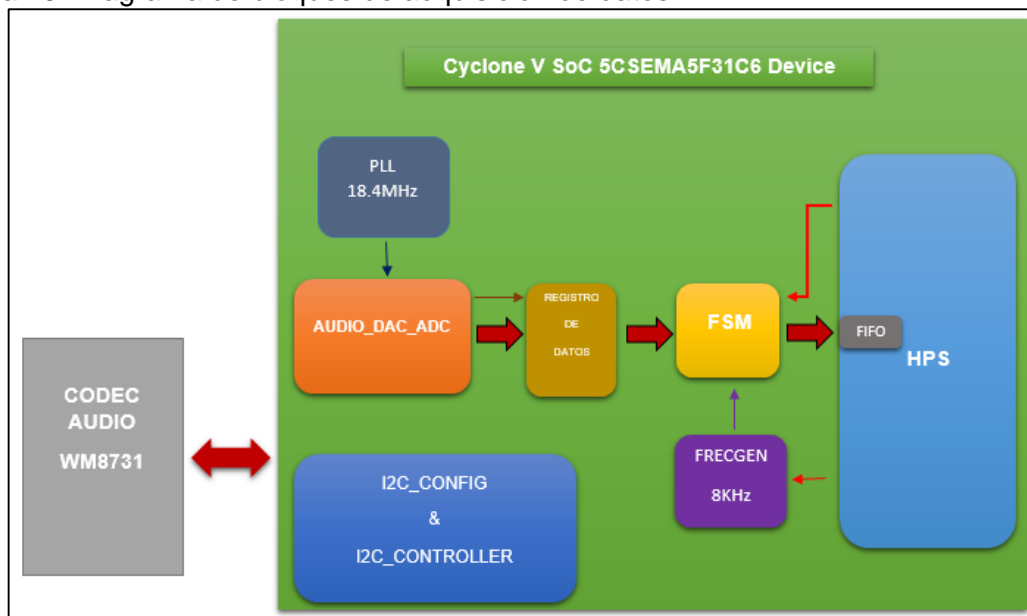 Cyclone V SoC 5CSEMA5F31C6 Device
PLL
18.4MHz
AUDIO_DAC_ADC
REGISTRO
DE
DATOS
FSM
FIFO
HPS
CODEC
AUDIO
WM8731
FRECGEN
8KHz
I2C_CONFIG
&
I2C_CONTROLLER